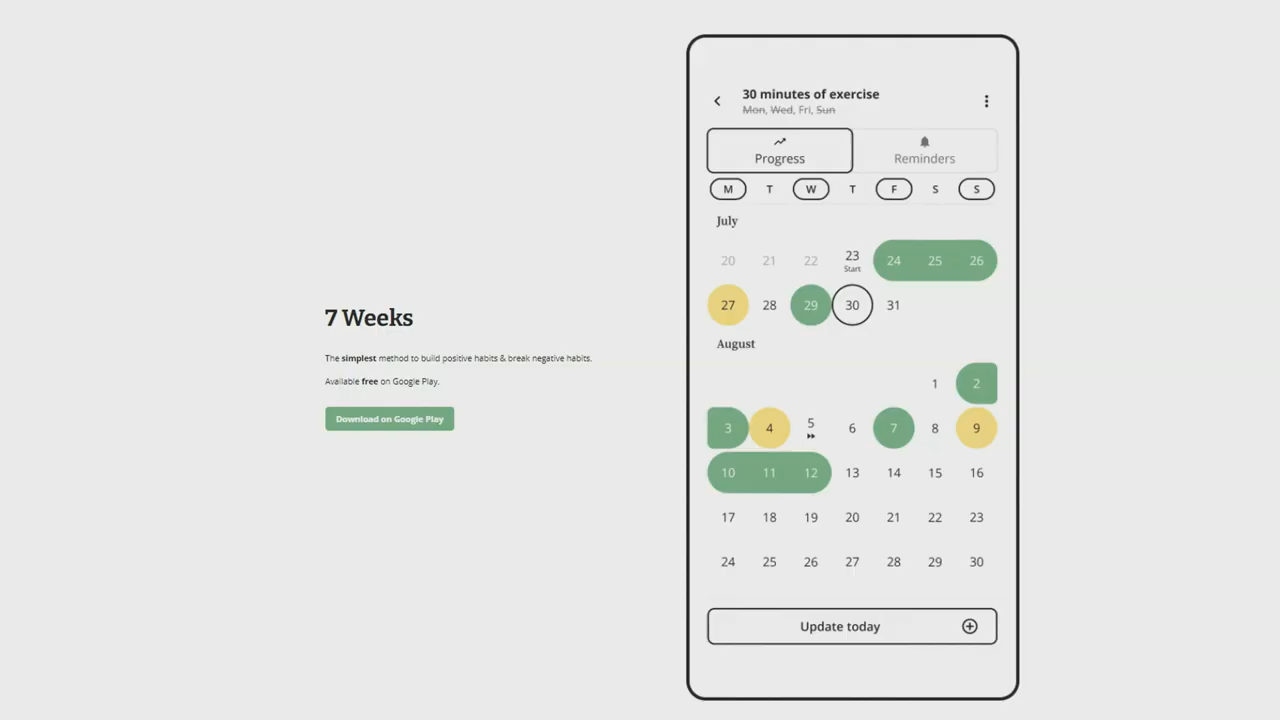 7 Weeks
The simplest method to build positive habits & break negative habits.
Available free on Google Play.
Download on Google Play
30 minutes of exercise
Mon, Wed, Fri, Sun
Progress
Reminders
M T W T F S S
July
20 21 22 23 24 25 26
Start
27 28 29 30 31
August
1 2
3 4 5 6 7 8 9
10 11 12 13 14 15 16
17 18 19 20 21 22 23
24 25 26 27 28 29 30
Update today